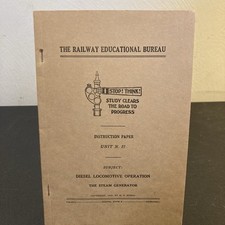 THE RAILWAY EDUCATIONAL BUREAU
STOP! THINK!
STUDY CLEARS
THE ROAD TO
PROGRESS
INSTRUCTION PAPER
UNIT
SUBJECT:
DIESEL LOCOMOTIVE OPERATION
THE STEAM GENERATOR